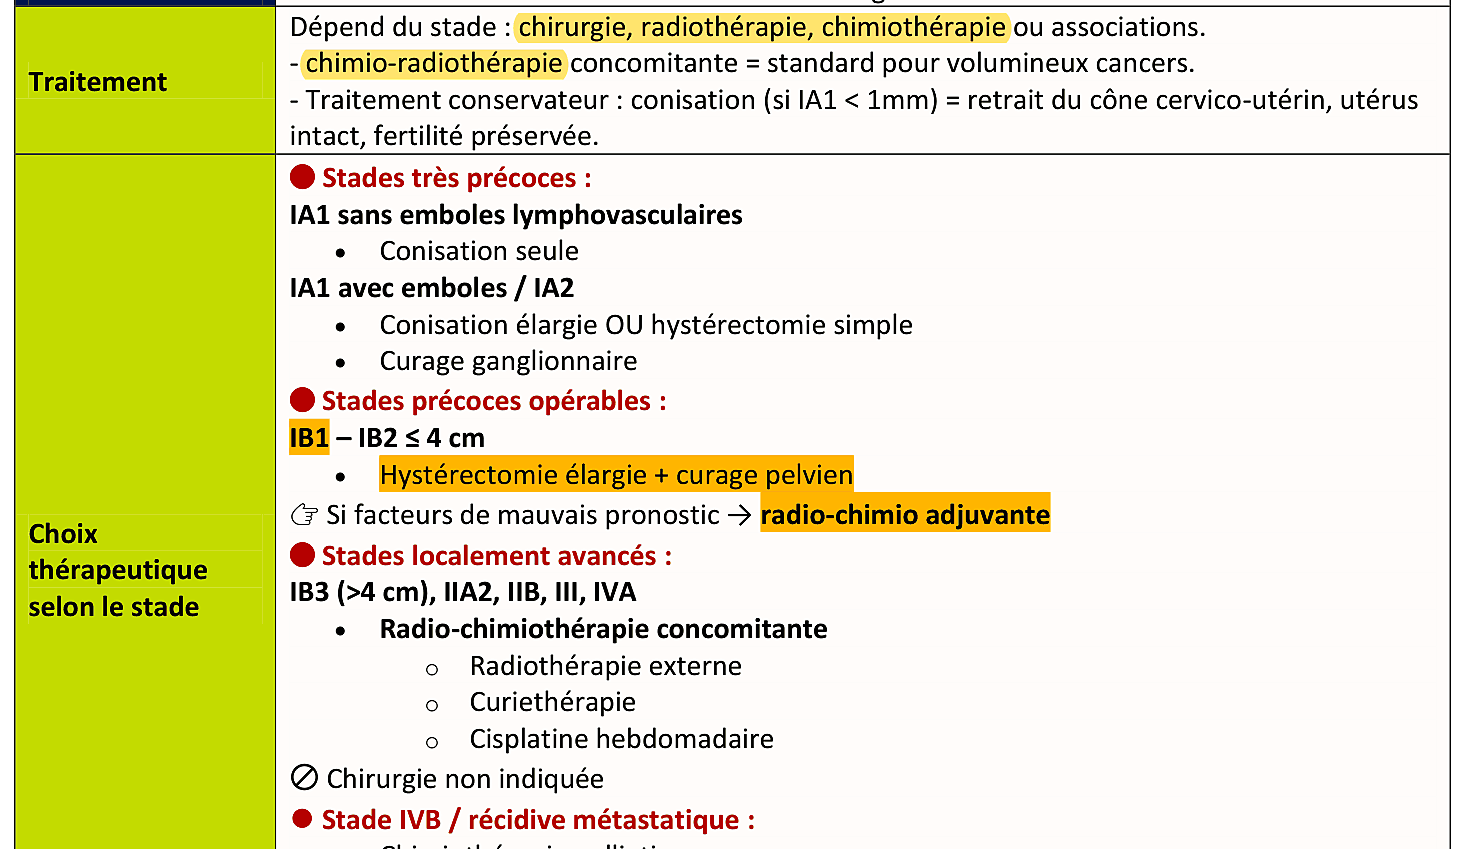 Traitement
Dépend du stade : chirurgie, radiothérapie, chimiothérapie ou associations.
- chimio-radiothérapie concomitante = standard pour volumineux cancers.
- Traitement conservateur : conisation (si IA1 < 1mm) = retrait du cône cervico-utérin, utérus
intact, fertilité préservée.
Choix
thérapeutique
selon le stade
Stades très précoces :
IA1 sans emboles lymphovasculaires
• Conisation seule
IA1 avec emboles / IA2
• Conisation élargie OU hystérectomie simple
• Curage ganglionnaire
Stades précoces opérables :
IB1 – IB2 ≤ 4 cm
• Hystérectomie élargie + curage pelvien
👉 Si facteurs de mauvais pronostic → radio-chimio adjuvante
Stades localement avancés :
IB3 (>4 cm), IIA2, IIB, III, IVA
• Radio-chimiothérapie concomitante
o Radiothérapie externe
o Curiethérapie
o Cisplatine hebdomadaire
Chirurgie non indiquée
Stade IVB / récidive métastatique :